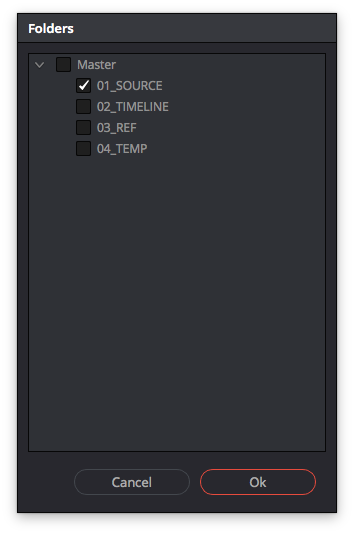 Folders
Master
01_SOURCE
02_TIMELINE
03_REF
04_TEMP
Cancel Ok